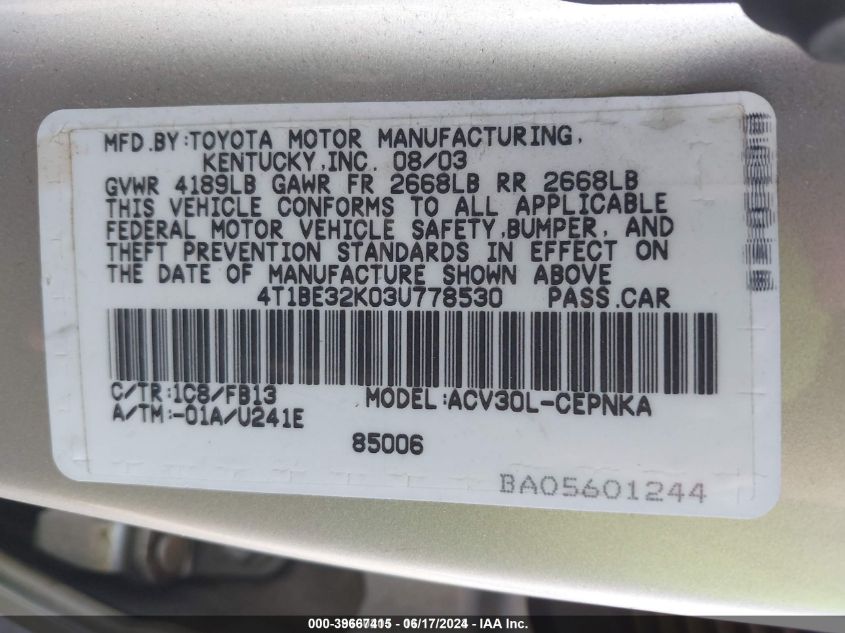 MFD.BY:TOYOTA MOTOR MANUFACTURING,
KENTUCKY,INC. 08/03
GVWR 4189LB GAWR FR 2668LB RR 2668LB
THIS VEHICLE CONFORMS TO ALL APPLICABLE
FEDERAL MOTOR VEHICLE SAFETY,BUMPER, AND
THEFT PREVENTION STANDARDS IN EFFECT ON
THE DATE OF MANUFACTURE SHOWN ABOVE
4T1BE32K03U778530 PASS.CAR
C/TR:1C8/FB13 MODEL:ACV30L-CEPNKA
A/TM:-01A/U241E
85006
BA05601244
000-39667415 06/17/2024 IAA Inc.